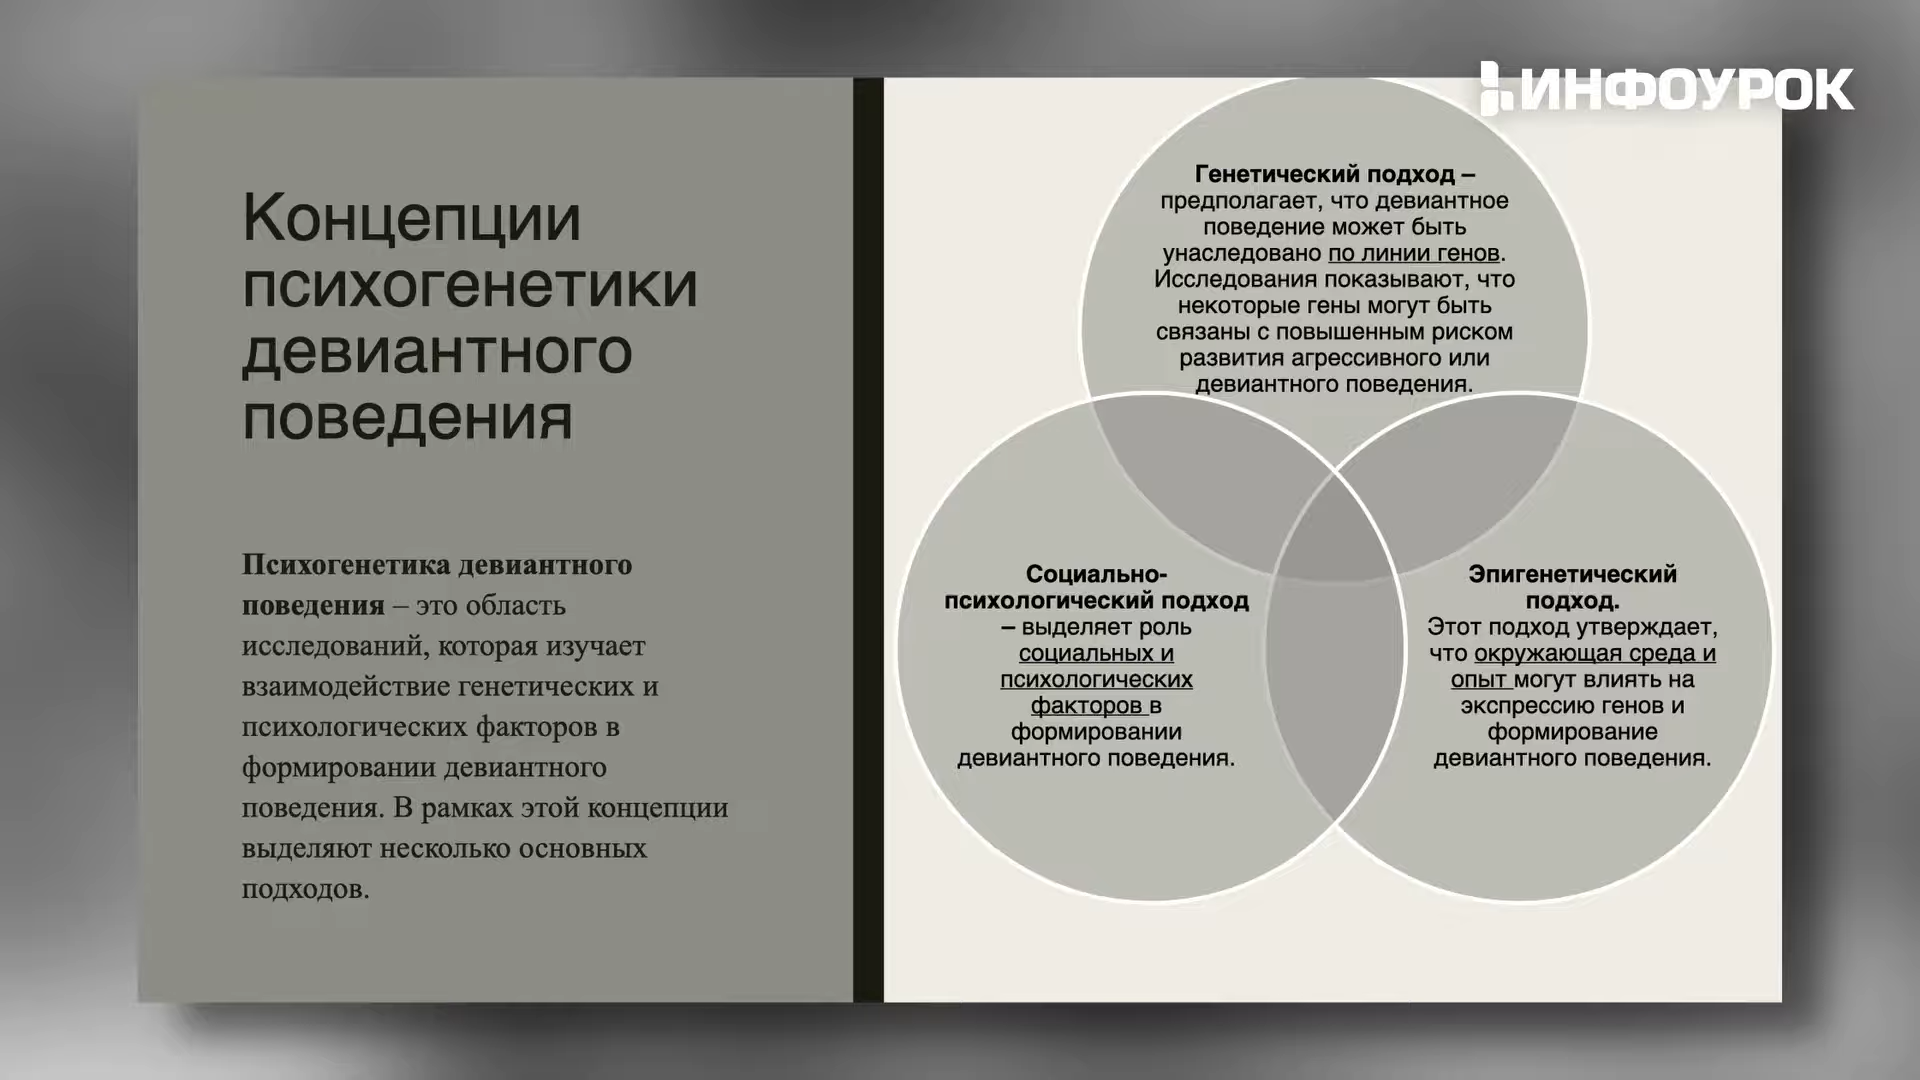 ИНФОУРОК
Концепции
психогенетики
девиантного
поведения
Психогенетика девиантного
поведения – это область
исследований, которая изучает
взаимодействие генетических и
психологических факторов в
формировании девиантного
поведения. В рамках этой концепции
выделяют несколько основных
подходов.
Генетический подход –
предполагает, что девиантное
поведение может быть
унаследовано по линии генов.
Исследования показывают, что
некоторые гены могут быть
связаны с повышенным риском
развития агрессивного или
девиантного поведения.
Социально-
психологический подход
– выделяет роль
социальных и
психологических
факторов в
формировании
девиантного поведения.
Эпигенетический
подход.
Этот подход утверждает,
что окружающая среда и
опыт могут влиять на
экспрессию генов и
формирование
девиантного поведения.